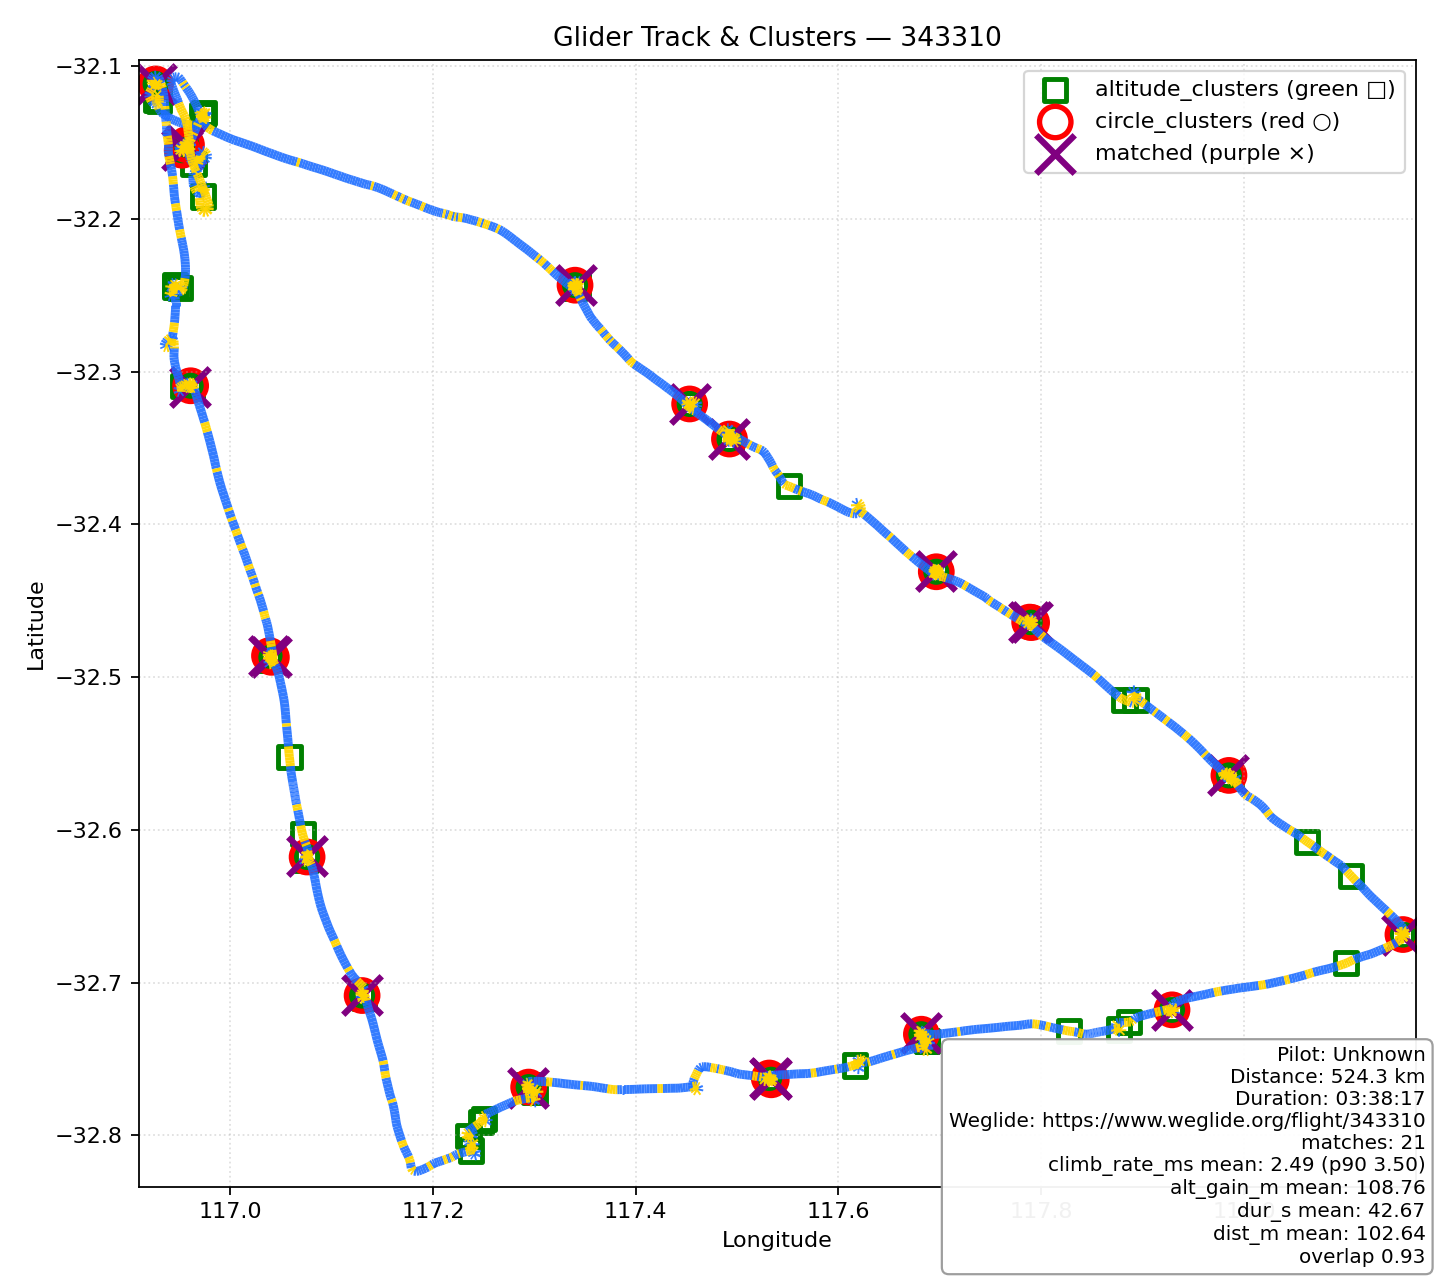 Glider Track & Clusters — 343310
altitude_clusters (green □)
circle_clusters (red ○)
matched (purple ×)
−32.1
−32.2
−32.3
−32.4
−32.5
−32.6
−32.7
−32.8
Latitude
117.0
117.2
117.4
117.6
117.8
Longitude
Pilot: Unknown
Distance: 524.3 km
Duration: 03:38:17
Weglide: https://www.weglide.org/flight/343310
matches: 21
climb_rate_ms mean: 2.49 (p90 3.50)
alt_gain_m mean: 108.76
dur_s mean: 42.67
dist_m mean: 102.64
overlap 0.93